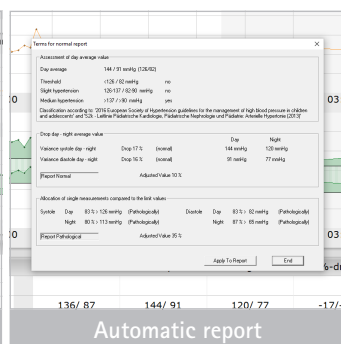 Terms for normal report
Assessment of day average value
Day average 144 / 91 mmHg (126/82)
Threshold <126 / 82 mmHg no
Slight hypertension 126-137 / 82-90 mmHg no
Medium hypertension >137 / >90 mmHg yes
Classification according to: '2016 European Society of Hypertension guidelines for the management of high blood pressure in children
and adolescents' and 'S2k - Leitlinie Pädiatrische Kardiologie, Pädiatrische Nephrologie und Pädiatrie: Arterielle Hypertonie (2013)'
Drop day - night average value
Day Night
Variance systole day - night Drop 17 % (normal) 144 mmHg 120 mmHg
Variance diastole day - night Drop 16 % (normal) 91 mmHg 77 mmHg
Report Normal Adjusted Value 10 %
Allocation of single measurements compared to the limit values
Systole Day 83 % > 126 mmHg (Pathologically) Diastole Day 83 % > 82 mmHg (Pathologically)
Night 80 % > 113 mmHg (Pathologically) Night 87 % > 65 mmHg (Pathologically)
Report Pathological Adjusted Value 35 %
Apply To Report End
03
03
136/ 87 144/ 91 120/ 77 -17/-
Automatic report